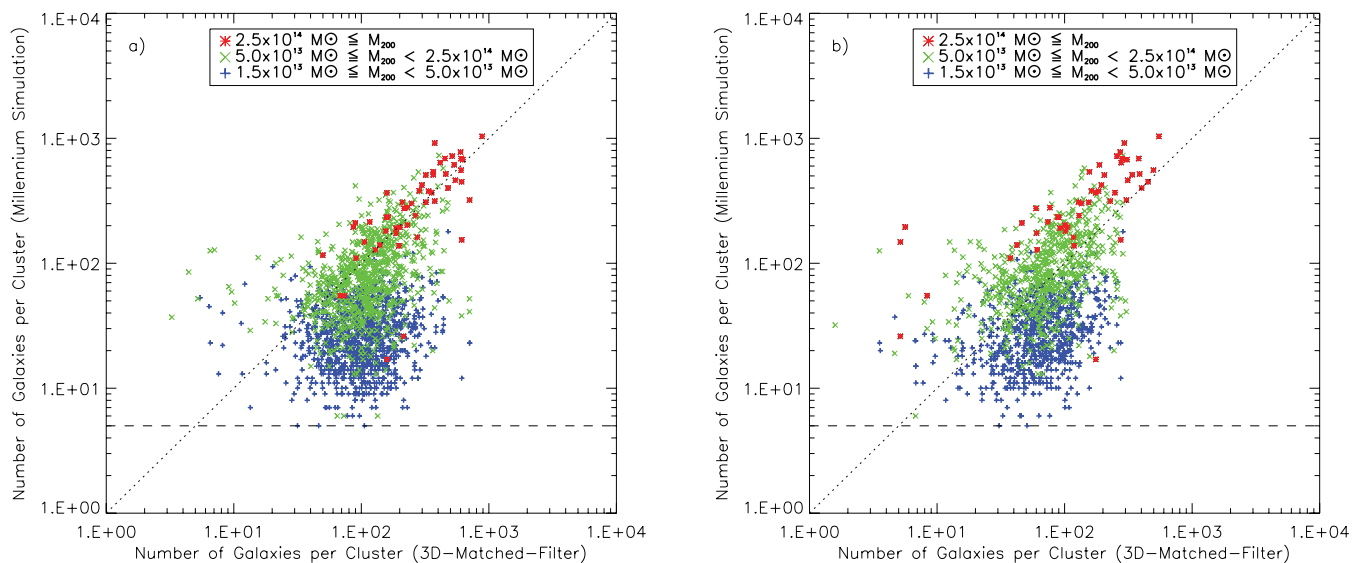 a)
2.5x10¹⁴ M⊙ ≦ M₂₀₀
5.0x10¹³ M⊙ ≦ M₂₀₀ < 2.5x10¹⁴ M⊙
1.5x10¹³ M⊙ ≦ M₂₀₀ < 5.0x10¹³ M⊙
1.E+04
1.E+03
1.E+02
1.E+01
1.E+00
Number of Galaxies per Cluster (Millennium Simulation)
1.E+00 1.E+01 1.E+02 1.E+03 1.E+04
Number of Galaxies per Cluster (3D-Matched-Filter)
b)
2.5x10¹⁴ M⊙ ≦ M₂₀₀
5.0x10¹³ M⊙ ≦ M₂₀₀ < 2.5x10¹⁴ M⊙
1.5x10¹³ M⊙ ≦ M₂₀₀ < 5.0x10¹³ M⊙
1.E+04
1.E+03
1.E+02
1.E+01
1.E+00
Number of Galaxies per Cluster (Millennium Simulation)
1.E+00 1.E+01 1.E+02 1.E+03 1.E+04
Number of Galaxies per Cluster (3D-Matched-Filter)